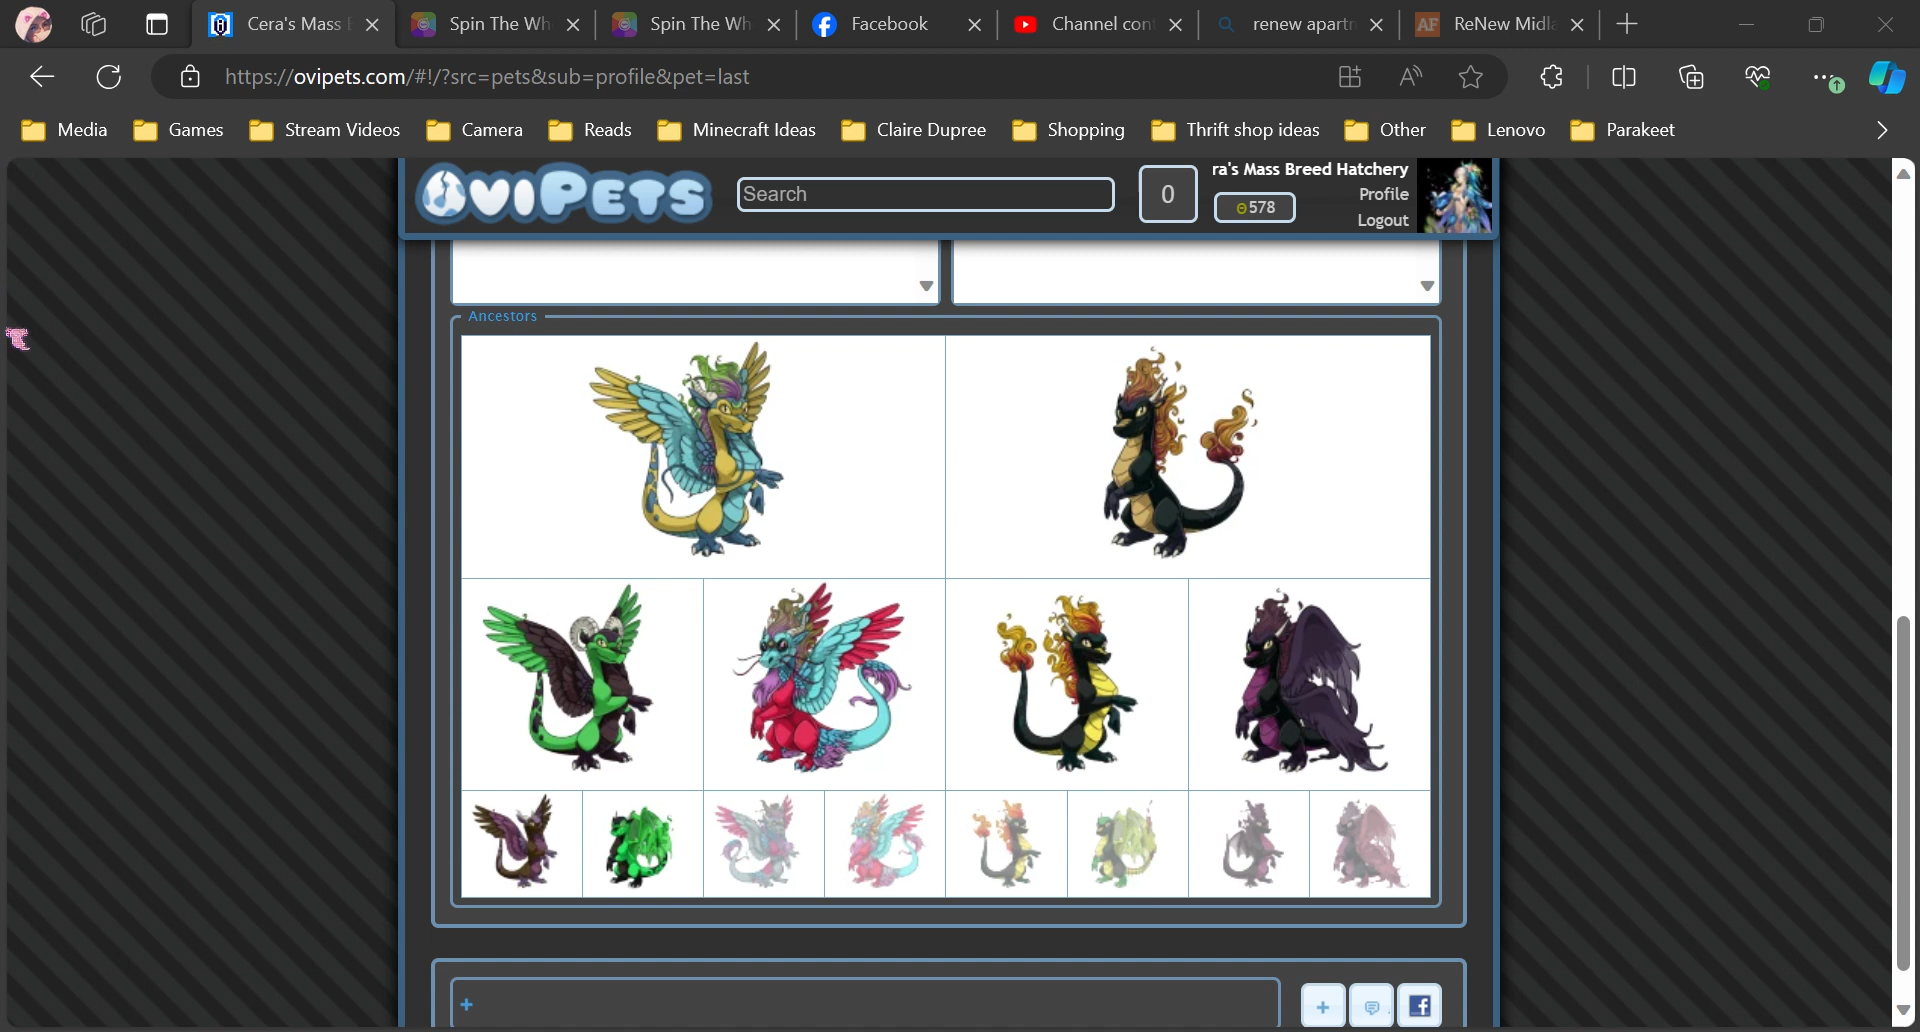 Cera's Mass
Spin The Wh
Spin The Wh
Facebook
Channel con
renew apart
AF
ReNew Midl
https://ovipets.com/#!/?src=pets&sub=profile&pet=last
Media
Games
Stream Videos
Camera
Reads
Minecraft Ideas
Claire Dupree
Shopping
Thrift shop ideas
Other
Lenovo
Parakeet
OviPets
Search
0
ra's Mass Breed Hatchery
578
Profile
Logout
Ancestors